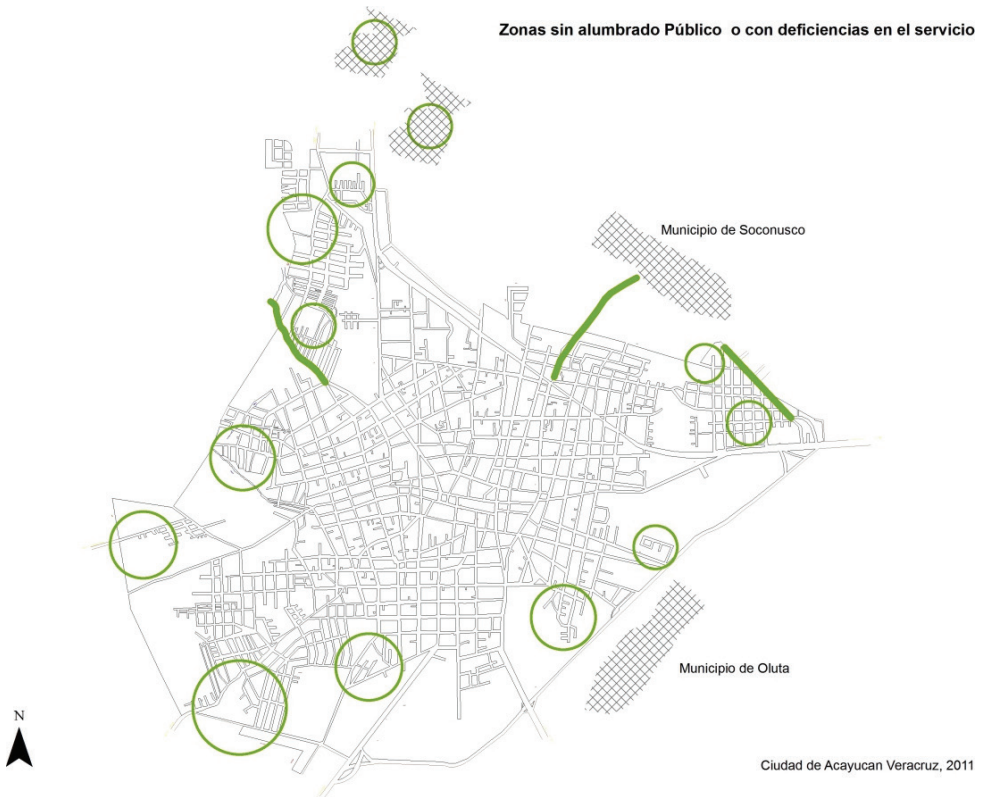 Zonas sin alumbrado Público o con deficiencias en el servicio
Municipio de Soconusco
Municipio de Oluta
N
Ciudad de Acayucan Veracruz, 2011